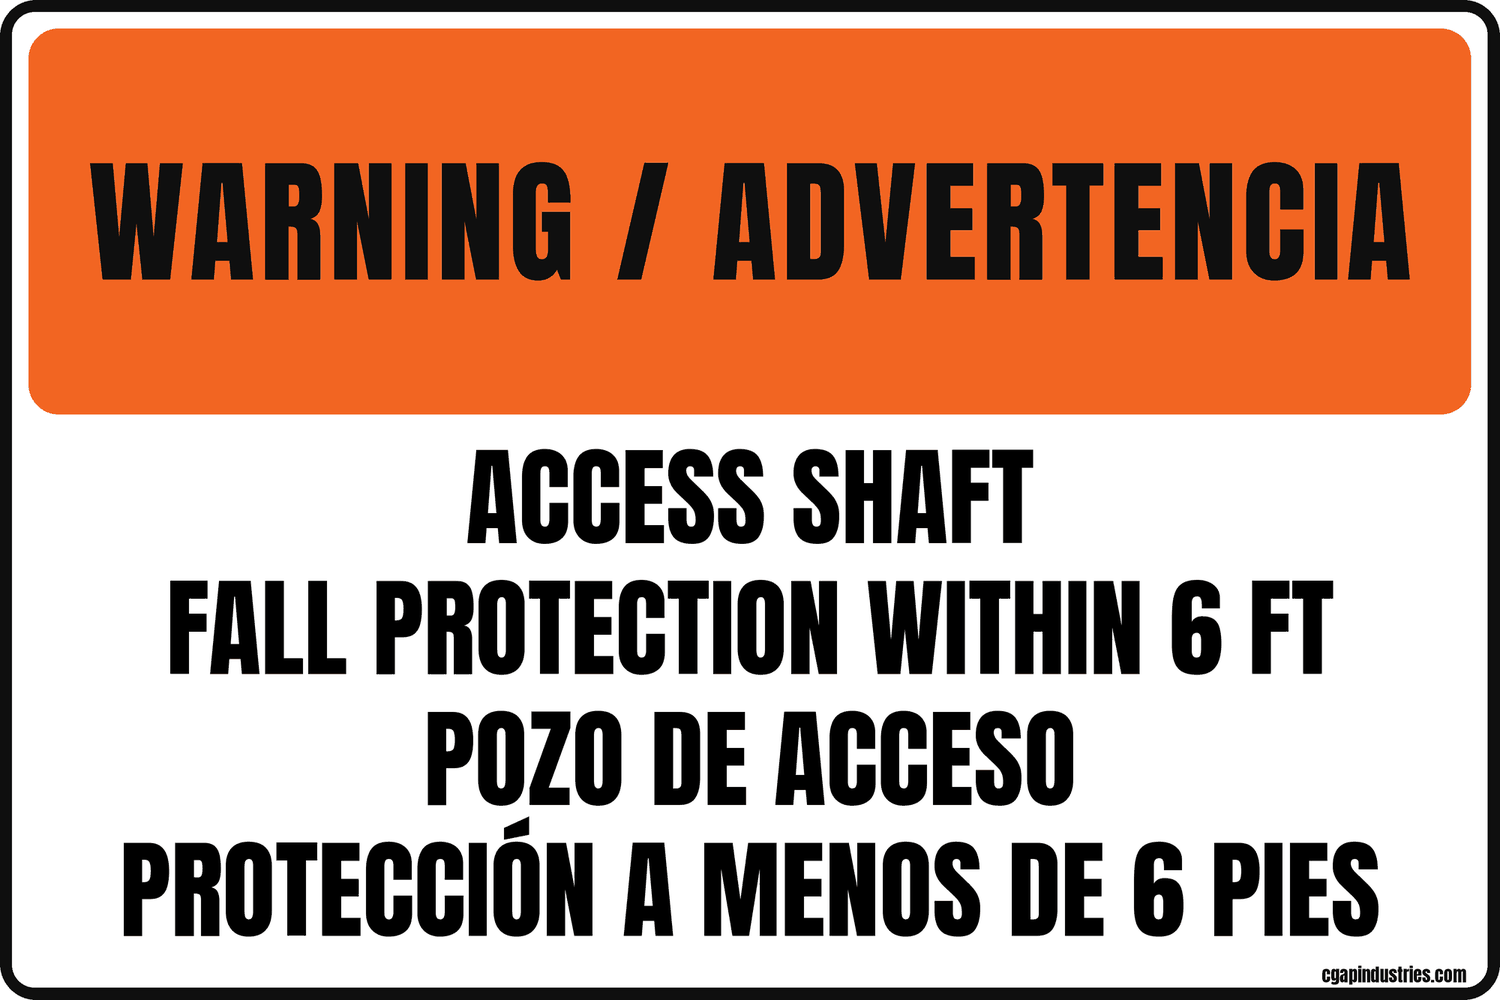 WARNING / ADVERTENCIA
ACCESS SHAFT
FALL PROTECTION WITHIN 6 FT
POZO DE ACCESO
PROTECCIÓN A MENOS DE 6 PIES
cgapindustries.com